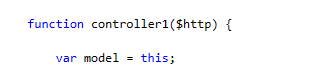 function controller1($http) {
var model = this;